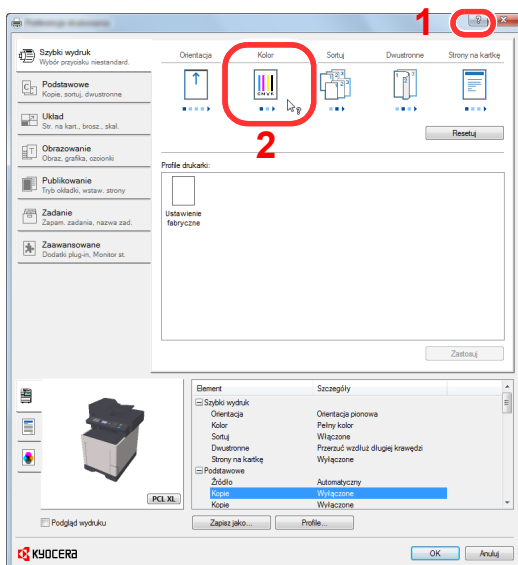 1
?
X
Szybki wydruk
Wybór przycisku niestandard.
Podstawowe
Kopie, sortuj, dwustronne
Układ
Str. na kart., brosz., skal.
Obrazowanie
Obraz, grafika, czcionki
Publikowanie
Tryb okładki, wstaw. strony
Zadanie
Zapam. zadania, nazwa zad.
Zaawansowane
Dodatki plug-in, Monitor st.
Orientacja
Kolor
Sortuj
Dwustronne
Strony na kartkę
CMYK
2
Resetuj
Profile drukarki:
Ustawienie
fabryczne
Zastosuj
Element Szczegóły
Szybki wydruk
Orientacja Orientacja pionowa
Kolor Pełny kolor
Sortuj Włączone
Dwustronne Przerzuć wzdłuż długiej krawędzi
Strony na kartkę Wyłączone
Podstawowe
Źródło Automatyczny
Kopie Wyłączone
Kopie Wyłączone
PCL XL
Podgląd wydruku
Zapisz jako...
Profile...
KYOCERA
OK
Anuluj